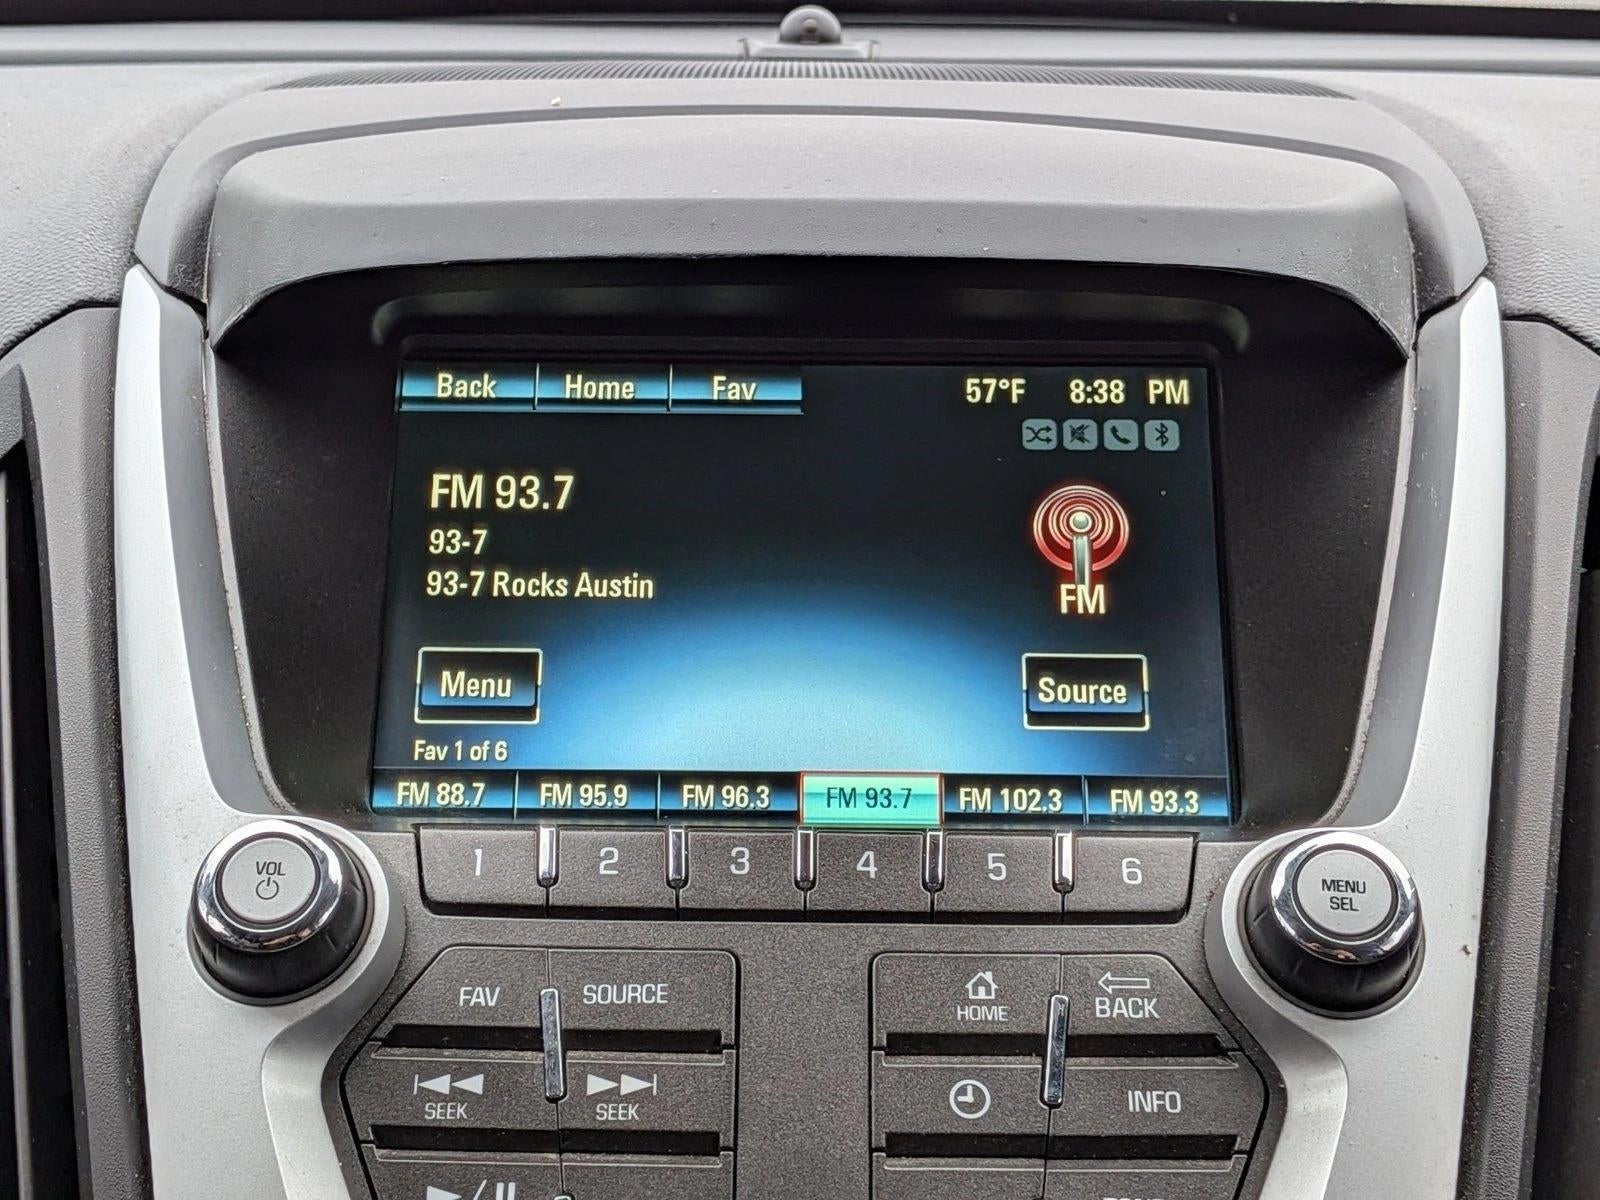 Back Home Fav 57°F 8:38 PM
FM 93.7
93-7
93-7 Rocks Austin
FM
Menu Source
Fav 1 of 6
FM 88.7 FM 95.9 FM 96.3 FM 93.7 FM 102.3 FM 93.3
1 2 3 4 5 6
VOL
MENU
SEL
FAV SOURCE HOME BACK
SEEK SEEK INFO